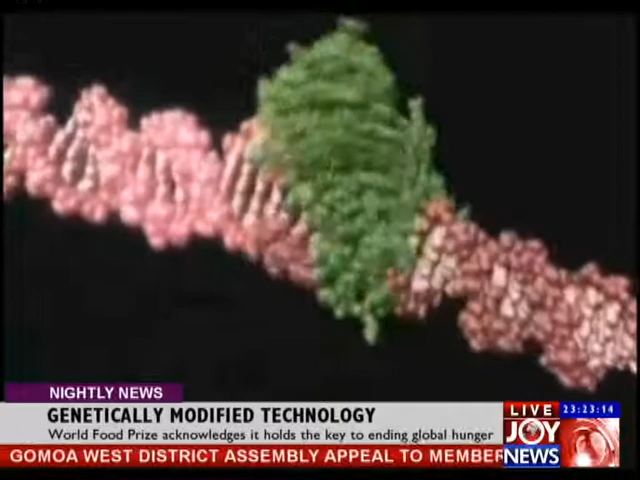 NIGHTLY NEWS
GENETICALLY MODIFIED TECHNOLOGY
World Food Prize acknowledges it holds the key to ending global hunger
GOMOA WEST DISTRICT ASSEMBLY APPEAL TO MEMBER
LIVE 23:23:14
JOY
NEWS